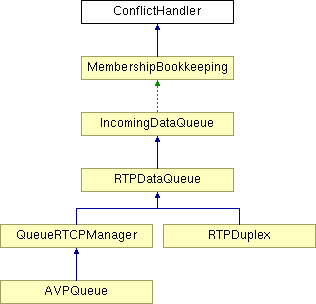 ConflictHandler
MembershipBookkeeping
IncomingDataQueue
RTPDataQueue
QueueRTCPManager
RTPDuplex
AVPQueue